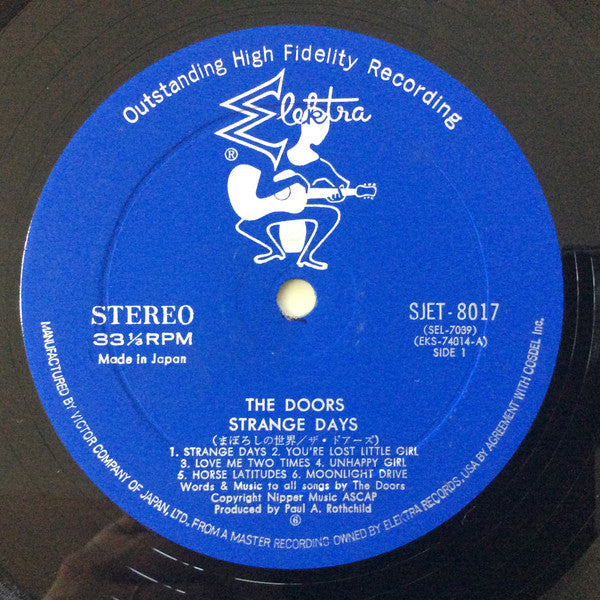 Outstanding High Fidelity Recording
Elektra
®
STEREO
33⅓RPM
Made in Japan
SJET-8017
(SEL-7039)
(EKS-74014-A)
SIDE 1
THE DOORS
STRANGE DAYS
(まぼろしの世界/ザ・ドアーズ)
1. STRANGE DAYS 2. YOU'RE LOST LITTLE GIRL
3. LOVE ME TWO TIMES 4. UNHAPPY GIRL
5. HORSE LATITUDES 6. MOONLIGHT DRIVE
Words & Music to all songs by The Doors
Copyright Nipper Music ASCAP
Produced by Paul A. Rothchild
⑥
MANUFACTURED BY VICTOR COMPANY OF JAPAN, LTD. FROM A MASTER RECORDING OWNED BY ELEKTRA RECORDS, USA BY AGREEMENT WITH COSDEL Inc.